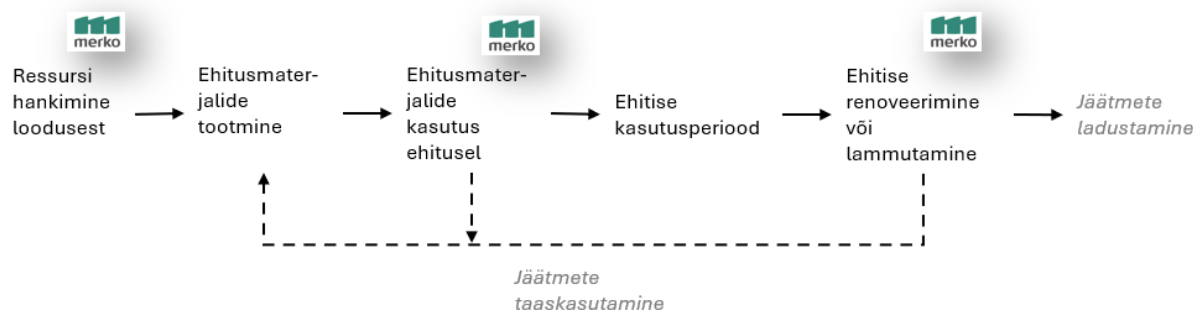 merko
merko
merko
Ressursi
hankimine
loodusest
Ehitusmater-
jalide
tootmine
Ehitusmater-
jalide
kasutus
ehitusel
Ehitise
kasutusperiood
Ehitise
renoveerimine
või
lammutamine
Jäätmete
ladustamine
Jäätmete
taaskasutamine